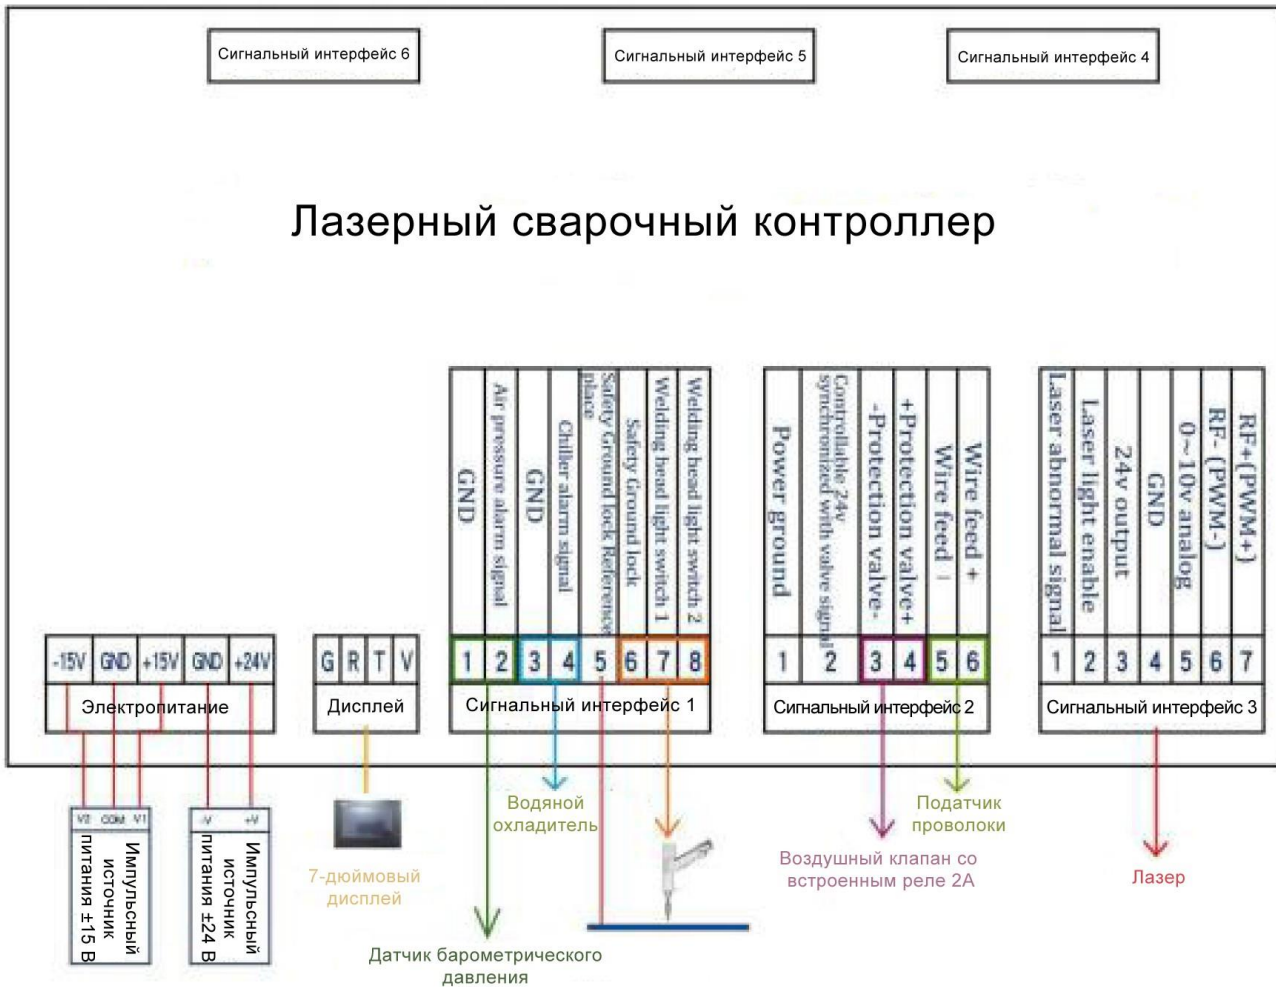 Сигнальный интерфейс 6
Сигнальный интерфейс 5
Сигнальный интерфейс 4
Лазерный сварочный контроллер
-15V
GND
+15V
GND
+24V
Электропитание
G R T V
Дисплей
GND
Air pressure alarm signal
GND
Chiller alarm signal
Safety Ground lock Reference
place
Safety Ground lock
Welding head light switch 1
Welding head light switch 2
1 2 3 4 5 6 7 8
Сигнальный интерфейс 1
Power ground
Controllable 24v
synchronized with valve signal
-Protection valve-
+Protection valve+
Wire feed -
Wire feed +
1 2 3 4 5 6
Сигнальный интерфейс 2
Laser abnormal signal
Laser light enable
24v output
GND
0~10v analog
RF- (PWM-)
RF+(PWM+)
1 2 3 4 5 6 7
Сигнальный интерфейс 3
V2 COM V1
Импульсный
источник
питания ±15 В
-V +V
Импульсный
источник
питания ±24 В
7-дюймовый
дисплей
Датчик барометрического
давления
Водяной
охладитель
Воздушный клапан со
встроенным реле 2А
Податчик
проволоки
Лазер